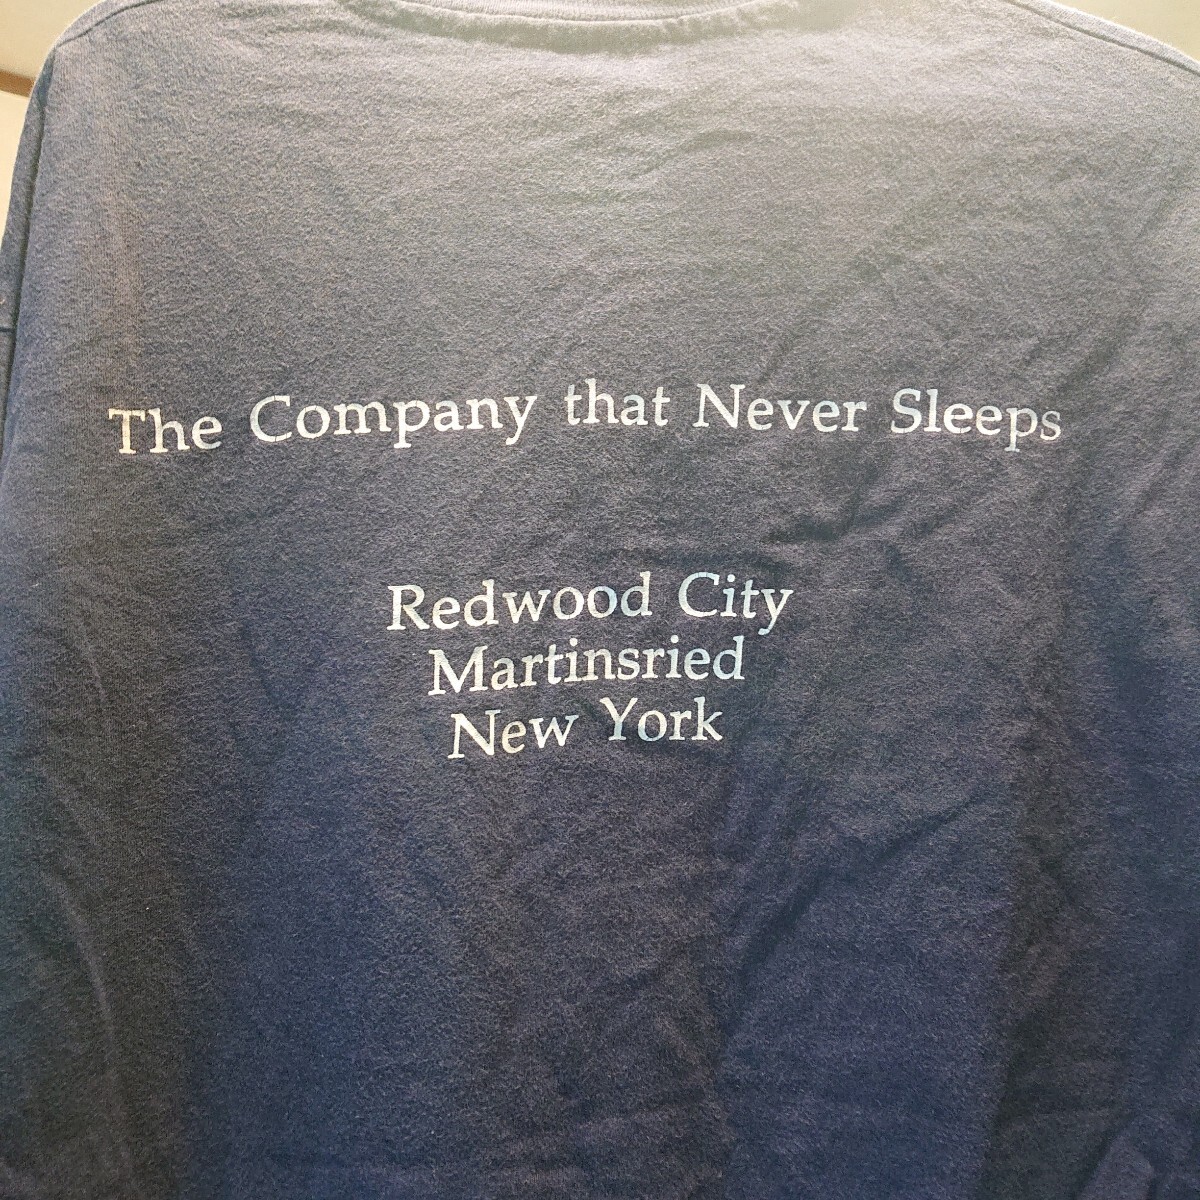 The Company that Never Sleeps
Redwood City
Martinsried
New York